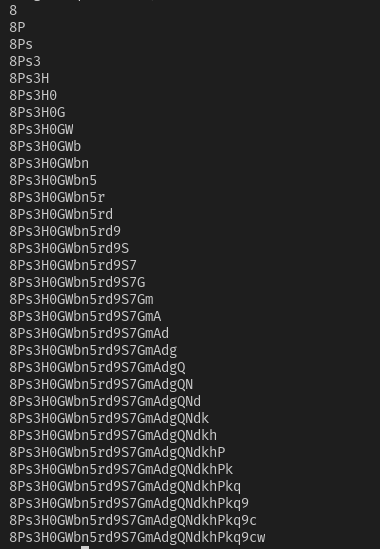 8
8P
8Ps
8Ps3
8Ps3H
8Ps3H0
8Ps3H0G
8Ps3H0GW
8Ps3H0GWb
8Ps3H0GWbn
8Ps3H0GWbn5
8Ps3H0GWbn5r
8Ps3H0GWbn5rd
8Ps3H0GWbn5rd9
8Ps3H0GWbn5rd9S
8Ps3H0GWbn5rd9S7
8Ps3H0GWbn5rd9S7G
8Ps3H0GWbn5rd9S7Gm
8Ps3H0GWbn5rd9S7GmA
8Ps3H0GWbn5rd9S7GmAd
8Ps3H0GWbn5rd9S7GmAdg
8Ps3H0GWbn5rd9S7GmAdgQ
8Ps3H0GWbn5rd9S7GmAdgQN
8Ps3H0GWbn5rd9S7GmAdgQNd
8Ps3H0GWbn5rd9S7GmAdgQNdk
8Ps3H0GWbn5rd9S7GmAdgQNdkh
8Ps3H0GWbn5rd9S7GmAdgQNdkhP
8Ps3H0GWbn5rd9S7GmAdgQNdkhPk
8Ps3H0GWbn5rd9S7GmAdgQNdkhPkq
8Ps3H0GWbn5rd9S7GmAdgQNdkhPkq9
8Ps3H0GWbn5rd9S7GmAdgQNdkhPkq9c
8Ps3H0GWbn5rd9S7GmAdgQNdkhPkq9cw